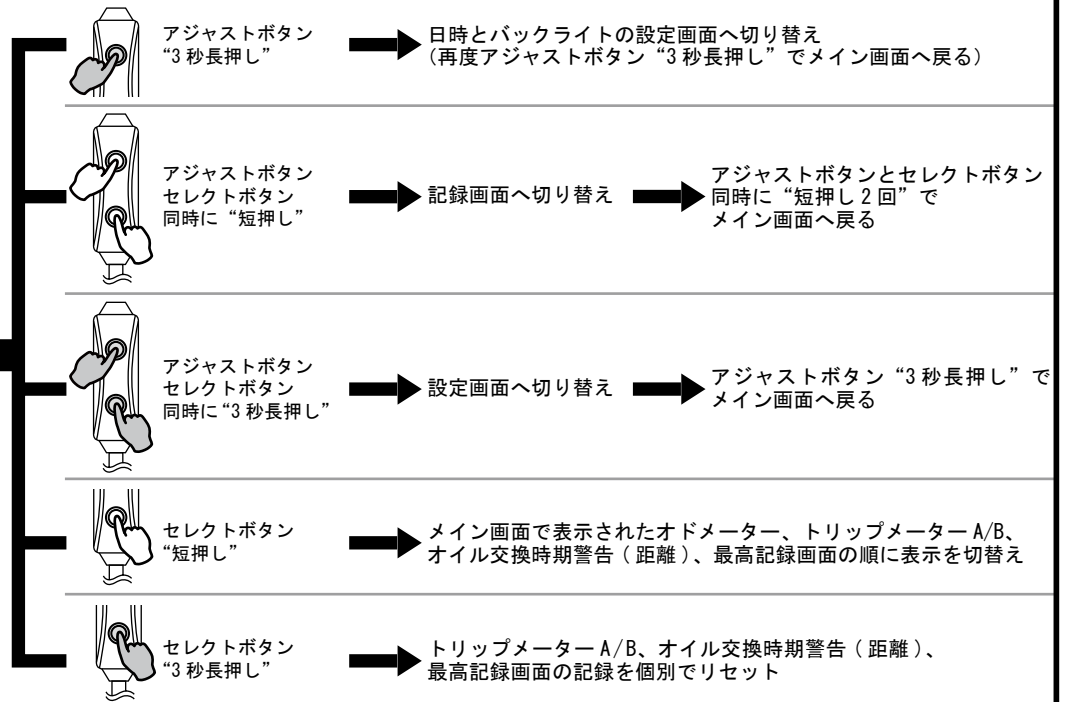 アジャストボタン
“3秒長押し”
日時とバックライトの設定画面へ切り替え
(再度アジャストボタン“3秒長押し”でメイン画面へ戻る)
アジャストボタン
セレクトボタン
同時に“短押し”
記録画面へ切り替え
アジャストボタンとセレクトボタン
同時に“短押し2回”で
メイン画面へ戻る
アジャストボタン
セレクトボタン
同時に“3秒長押し”
設定画面へ切り替え
アジャストボタン“3秒長押し”で
メイン画面へ戻る
セレクトボタン
“短押し”
メイン画面で表示されたオドメーター、トリップメーターA/B、
オイル交換時期警告(距離)、最高記録画面の順に表示を切替え
セレクトボタン
“3秒長押し”
トリップメーターA/B、オイル交換時期警告(距離)、
最高記録画面の記録を個別でリセット